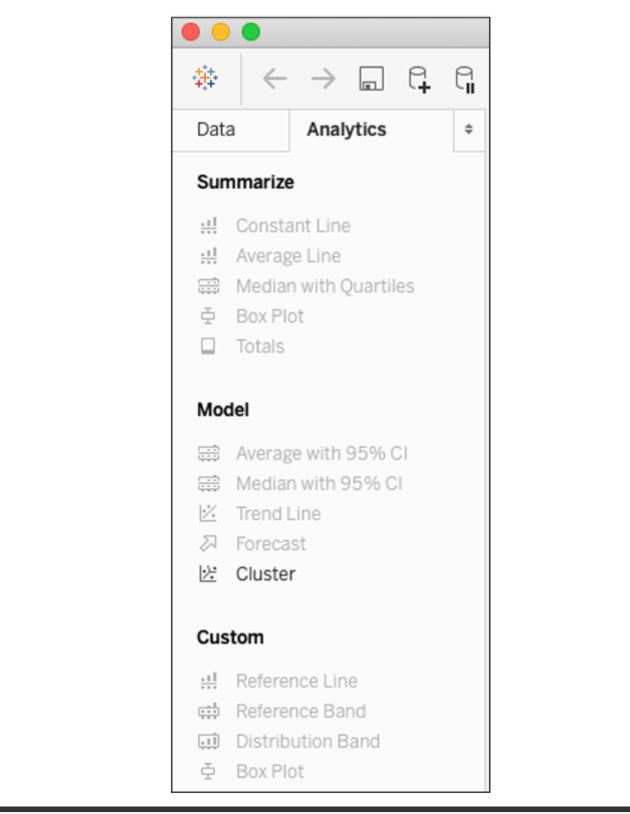 Data
Analytics
Summarize
Constant Line
Average Line
Median with Quartiles
Box Plot
Totals
Model
Average with 95% CI
Median with 95% CI
Trend Line
Forecast
Cluster
Custom
Reference Line
Reference Band
Distribution Band
Box Plot